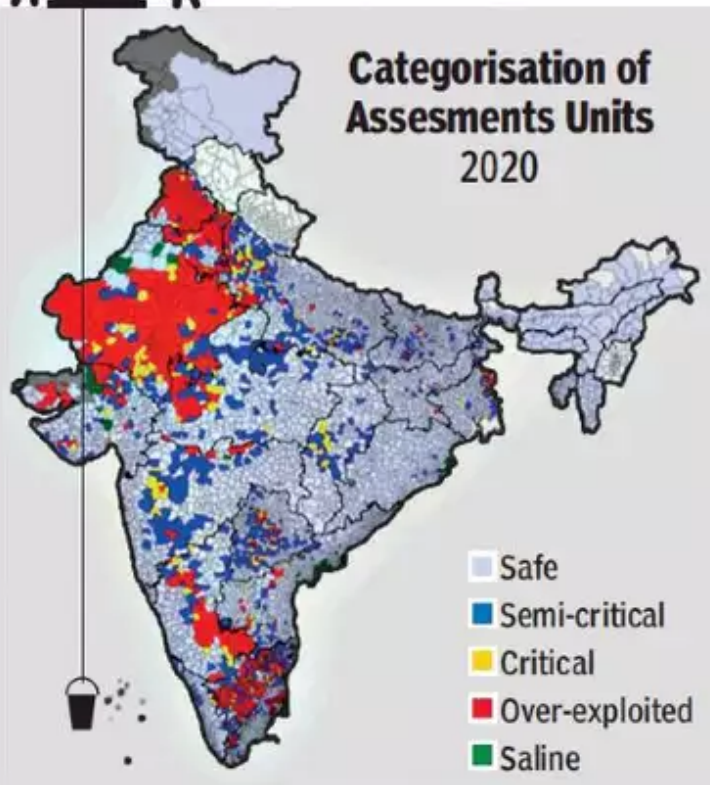 Categorisation of
Assesments Units
2020
Safe
Semi-critical
Critical
Over-exploited
Saline